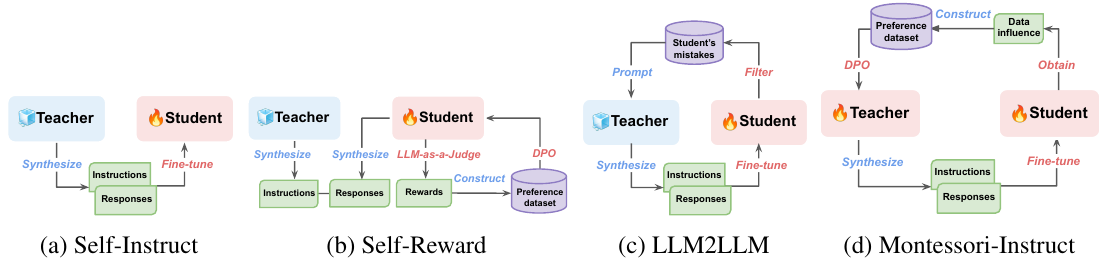 Teacher
Student
Synthesize
Fine-tune
Instructions
Responses
(a) Self-Instruct
Teacher
Student
Synthesize
Synthesize
LLM-as-a-Judge
DPO
Construct
Instructions
Responses
Rewards
Preference
dataset
(b) Self-Reward
Student's
mistakes
Prompt
Filter
Teacher
Student
Synthesize
Fine-tune
Instructions
Responses
(c) LLM2LLM
Preference
dataset
Construct
Data
influence
DPO
Obtain
Teacher
Student
Synthesize
Fine-tune
Instructions
Responses
(d) Montessori-Instruct